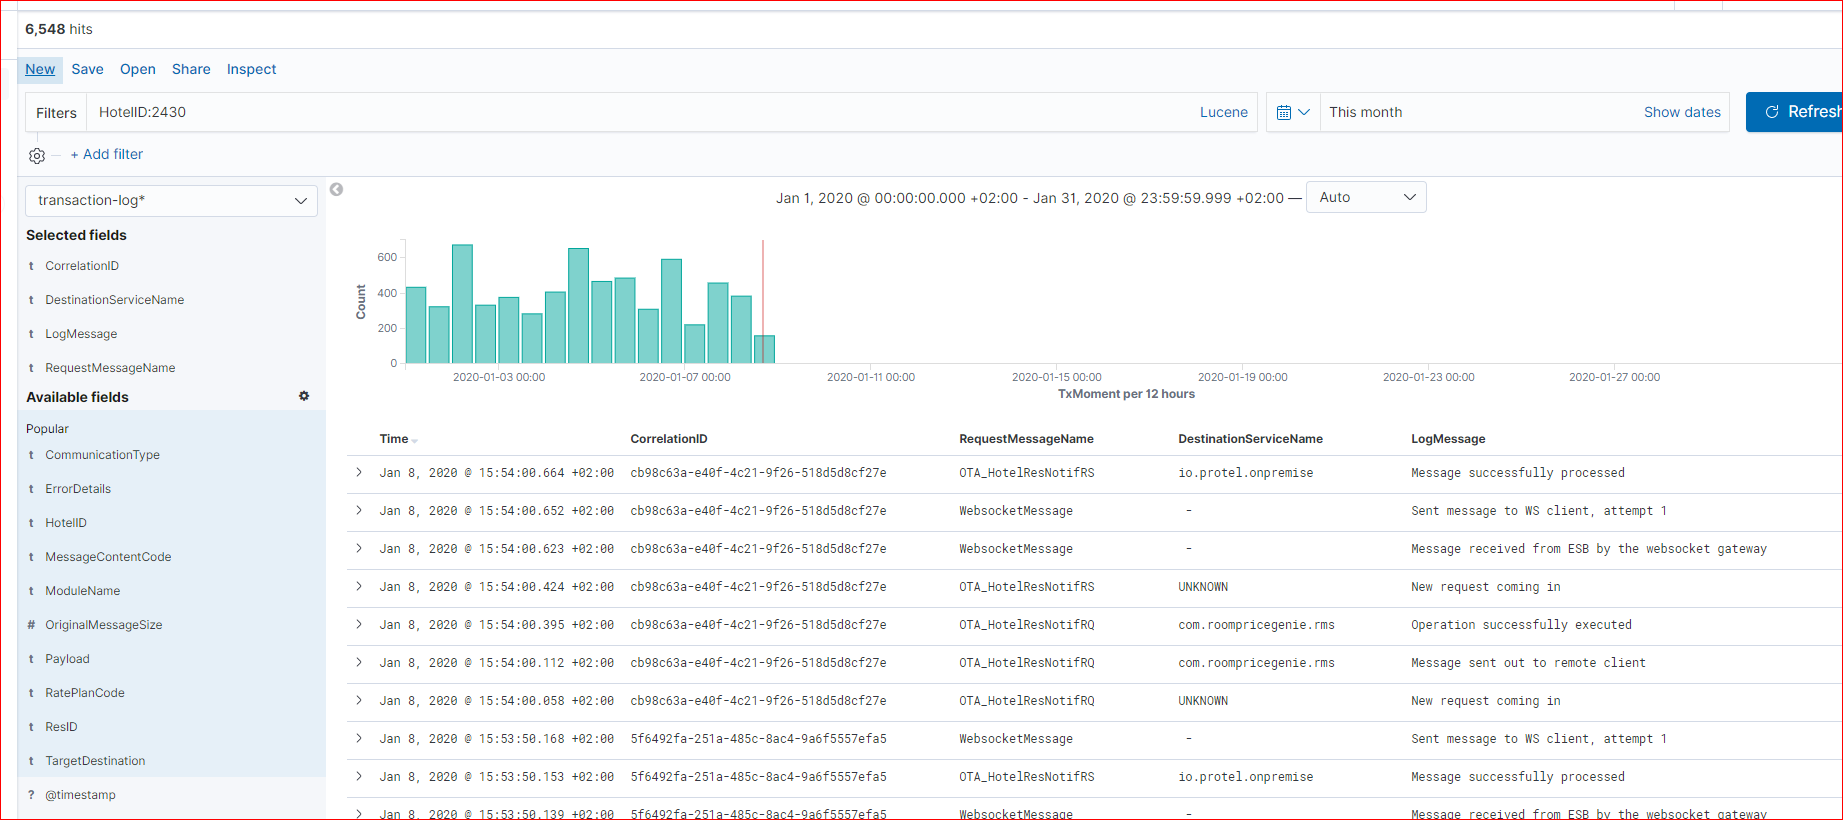 6,548 hits
New Save Open Share Inspect
Filters HotelID:2430 Lucene This month Show dates Refresh
+ Add filter
transaction-log*
Jan 1, 2020 @ 00:00:00.000 +02:00 - Jan 31, 2020 @ 23:59:59.999 +02:00 — Auto
Selected fields
t CorrelationID
t DestinationServiceName
t LogMessage
t RequestMessageName
Available fields
Popular
t CommunicationType
t ErrorDetails
t HotelID
t MessageContentCode
t ModuleName
# OriginalMessageSize
t Payload
t RatePlanCode
t ResID
t TargetDestination
? @timestamp
Count
600
400
200
0
2020-01-03 00:00 2020-01-07 00:00 2020-01-11 00:00 2020-01-15 00:00 2020-01-19 00:00 2020-01-23 00:00 2020-01-27 00:00
TxMoment per 12 hours
Time CorrelationID RequestMessageName DestinationServiceName LogMessage
Jan 8, 2020 @ 15:54:00.664 +02:00 cb98c63a-e40f-4c21-9f26-518d5d8cf27e OTA_HotelResNotifRS io.protel.onpremise Message successfully processed
Jan 8, 2020 @ 15:54:00.652 +02:00 cb98c63a-e40f-4c21-9f26-518d5d8cf27e WebsocketMessage - Sent message to WS client, attempt 1
Jan 8, 2020 @ 15:54:00.623 +02:00 cb98c63a-e40f-4c21-9f26-518d5d8cf27e WebsocketMessage - Message received from ESB by the websocket gateway
Jan 8, 2020 @ 15:54:00.424 +02:00 cb98c63a-e40f-4c21-9f26-518d5d8cf27e OTA_HotelResNotifRS UNKNOWN New request coming in
Jan 8, 2020 @ 15:54:00.395 +02:00 cb98c63a-e40f-4c21-9f26-518d5d8cf27e OTA_HotelResNotifRQ com.roompricegenie.rms Operation successfully executed
Jan 8, 2020 @ 15:54:00.112 +02:00 cb98c63a-e40f-4c21-9f26-518d5d8cf27e OTA_HotelResNotifRQ com.roompricegenie.rms Message sent out to remote client
Jan 8, 2020 @ 15:54:00.058 +02:00 cb98c63a-e40f-4c21-9f26-518d5d8cf27e OTA_HotelResNotifRQ UNKNOWN New request coming in
Jan 8, 2020 @ 15:53:50.168 +02:00 5f6492fa-251a-485c-8ac4-9a6f5557efa5 WebsocketMessage - Sent message to WS client, attempt 1
Jan 8, 2020 @ 15:53:50.153 +02:00 5f6492fa-251a-485c-8ac4-9a6f5557efa5 OTA_HotelResNotifRS io.protel.onpremise Message successfully processed
Jan 8, 2020 @ 15:53:50.139 +02:00 5f6492fa-251a-485c-8ac4-9a6f5557efa5 WebsocketMessage - Message received from ESB by the websocket gateway